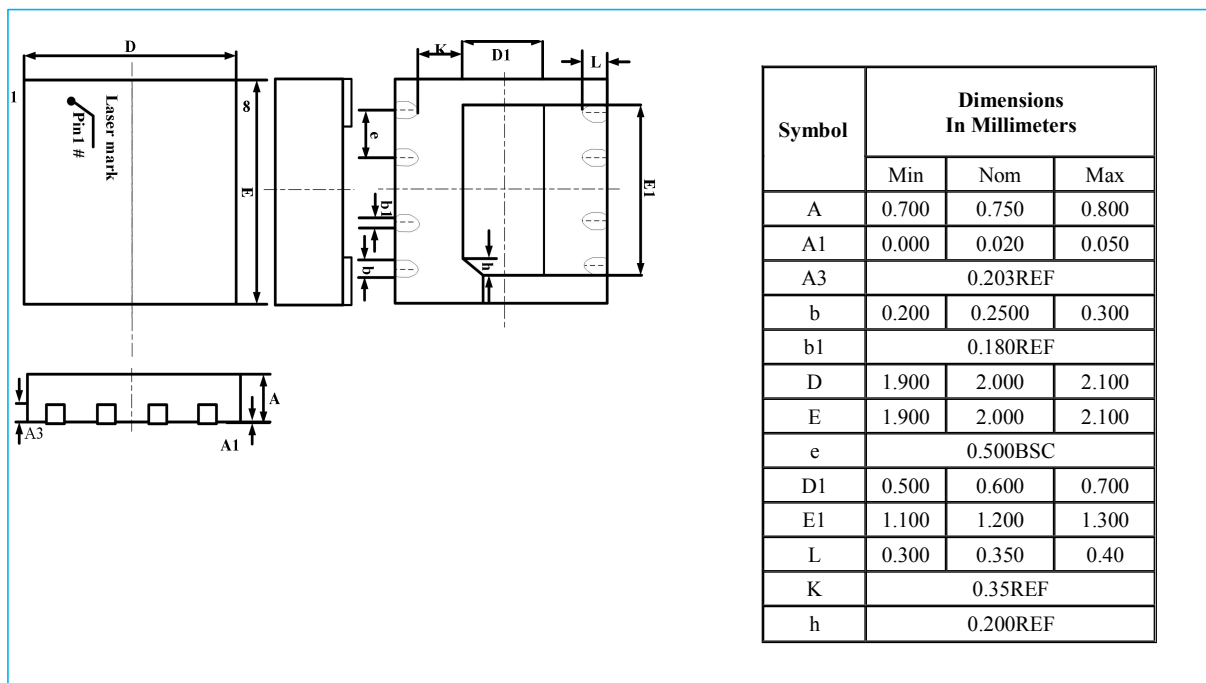 D
1
8
Pin1 #
Laser mark
E
K
D1
L
e
b1
b
h
E1
A3
A1
A
Symbol
Dimensions
In Millimeters
Min Nom Max
A 0.700 0.750 0.800
A1 0.000 0.020 0.050
A3 0.203REF
b 0.200 0.2500 0.300
b1 0.180REF
D 1.900 2.000 2.100
E 1.900 2.000 2.100
e 0.500BSC
D1 0.500 0.600 0.700
E1 1.100 1.200 1.300
L 0.300 0.350 0.40
K 0.35REF
h 0.200REF